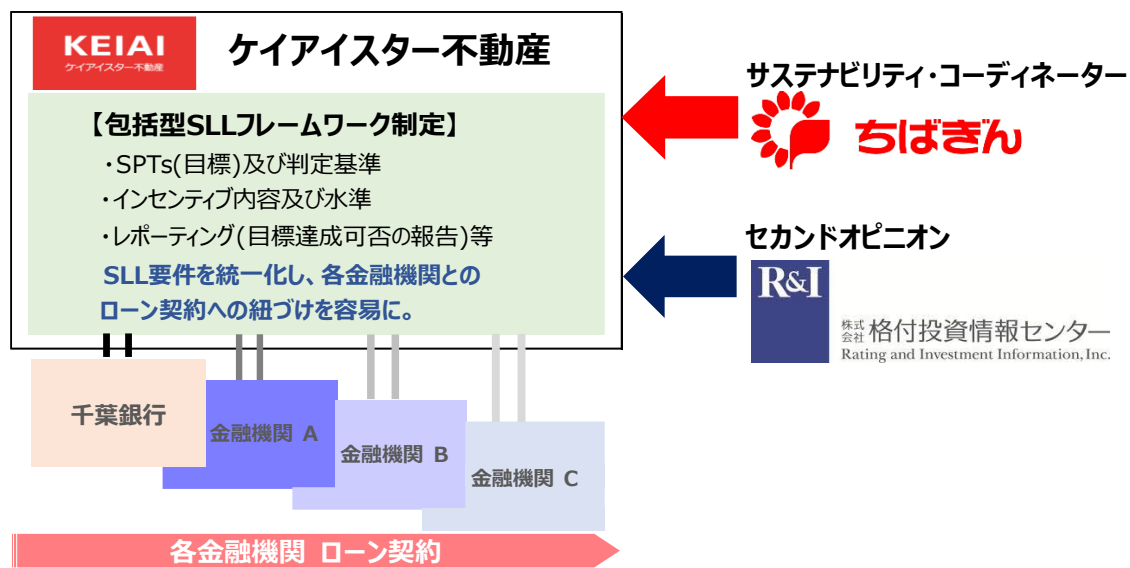 KEIAI
ケイアイスター不動産
ケイアイスター不動産
【包括型SLLフレームワーク制定】
・SPTs(目標)及び判定基準
・インセンティブ内容及び水準
・レポーティング(目標達成可否の報告)等
SLL要件を統一化し、各金融機関との
ローン契約への紐づけを容易に。
サステナビリティ・コーディネーター
ちばぎん
セカンドオピニオン
R&I
株式会社 格付投資情報センター
Rating and Investment Information, Inc.
千葉銀行
金融機関 A
金融機関 B
金融機関 C
各金融機関 ローン契約